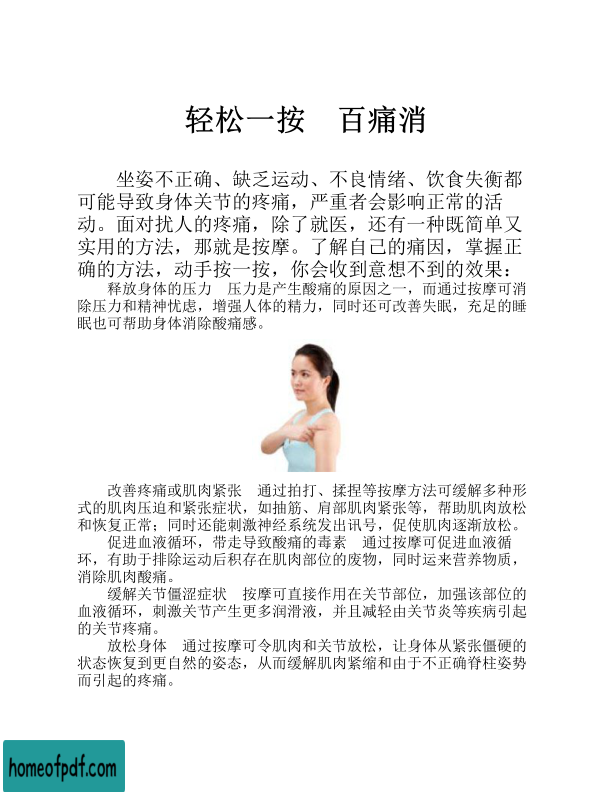 轻松一按　百痛消
坐姿不正确、缺乏运动、不良情绪、饮食失衡都
可能导致身体关节的疼痛，严重者会影响正常的活
动。面对扰人的疼痛，除了就医，还有一种既简单又
实用的方法，那就是按摩。了解自己的痛因，掌握正
确的方法，动手按一按，你会收到意想不到的效果：
释放身体的压力　压力是产生酸痛的原因之一，而通过按摩可消
除压力和精神忧虑，增强人体的精力，同时还可改善失眠，充足的睡
眠也可帮助身体消除酸痛感。
改善疼痛或肌肉紧张　通过拍打、揉捏等按摩方法可缓解多种形
式的肌肉压迫和紧张症状，如抽筋、肩部肌肉紧张等，帮助肌肉放松
和恢复正常；同时还能刺激神经系统发出讯号，促使肌肉逐渐放松。
促进血液循环，带走导致酸痛的毒素　通过按摩可促进血液循
环，有助于排除运动后积存在肌肉部位的废物，同时运来营养物质，
消除肌肉酸痛。
缓解关节僵涩症状　按摩可直接作用在关节部位，加强该部位的
血液循环，刺激关节产生更多润滑液，并且减轻由关节炎等疾病引起
的关节疼痛。
放松身体　通过按摩可令肌肉和关节放松，让身体从紧张僵硬的
状态恢复到更自然的姿态，从而缓解肌肉紧缩和由于不正确脊柱姿势
而引起的疼痛。
homeofpdf.com